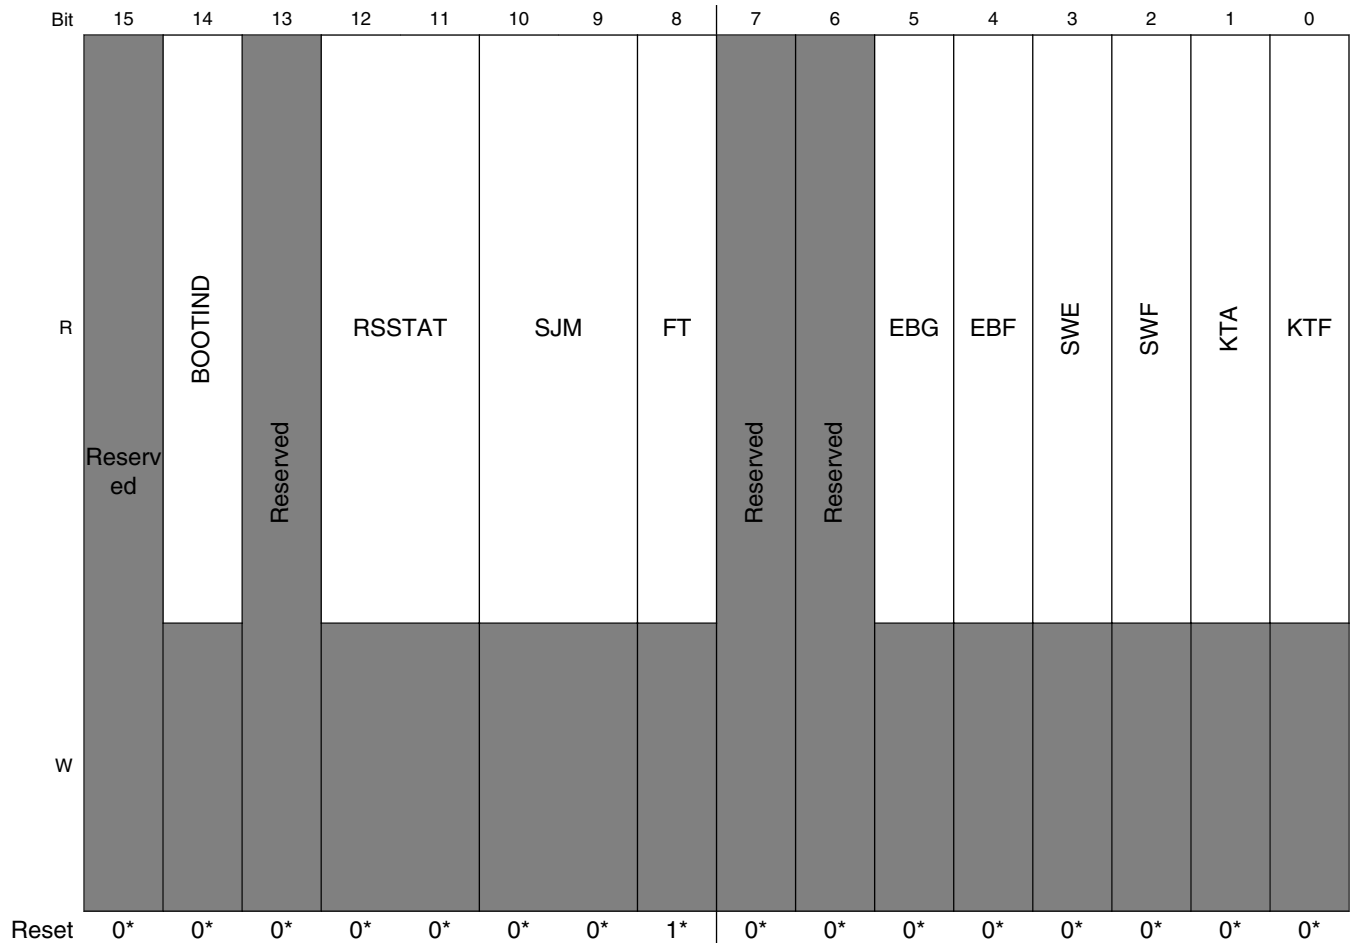 Bit 15 14 13 12 11 10 9 8 7 6 5 4 3 2 1 0
R
Reserv
ed
BOOTIND
Reserved
RSSTAT
SJM
FT
Reserved
Reserved
EBG
EBF
SWE
SWF
KTA
KTF
W
Reset 0* 0* 0* 0* 0* 0* 0* 1* 0* 0* 0* 0* 0* 0* 0* 0*